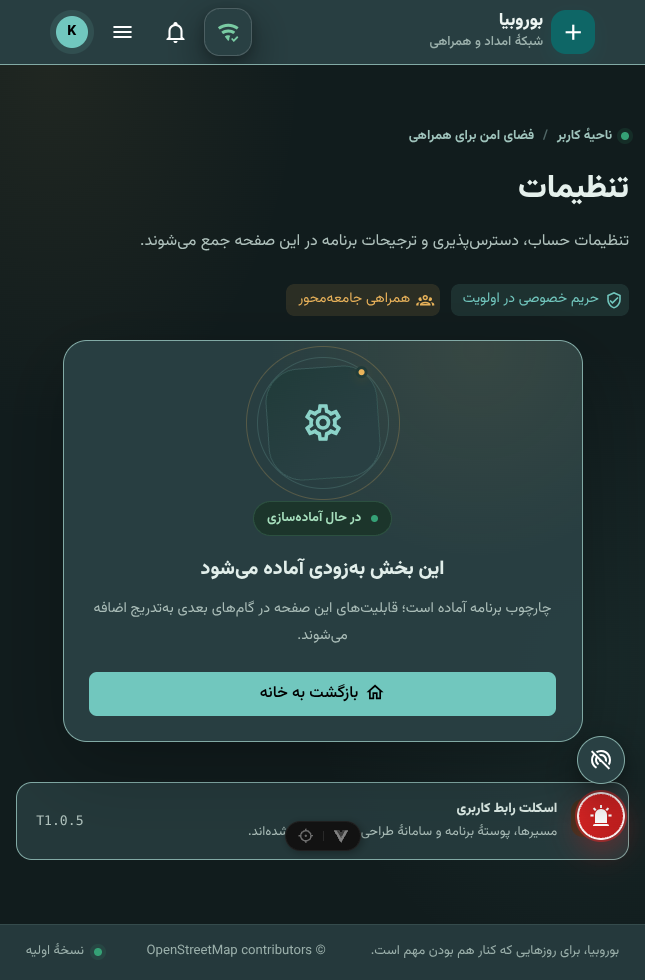 بوروبیا
شبکهٔ امداد و همراهی
K
ناحیهٔ کاربر / فضای امن برای همراهی
تنظیمات
تنظیمات حساب، دسترس‌پذیری و ترجیحات برنامه در این صفحه جمع می‌شوند.
حریم خصوصی در اولویت
همراهی جامعه‌محور
در حال آماده‌سازی
این بخش به‌زودی آماده می‌شود
چارچوب برنامه آماده است؛ قابلیت‌های این صفحه در گام‌های بعدی به‌تدریج اضافه
می‌شوند.
بازگشت به خانه
اسکلت رابط کاربری
مسیرها، پوستهٔ برنامه و سامانهٔ طراحی شده‌اند.
T1.0.5
بوروبیا، برای روزهایی که کنار هم بودن مهم است.
© OpenStreetMap contributors
نسخهٔ اولیه